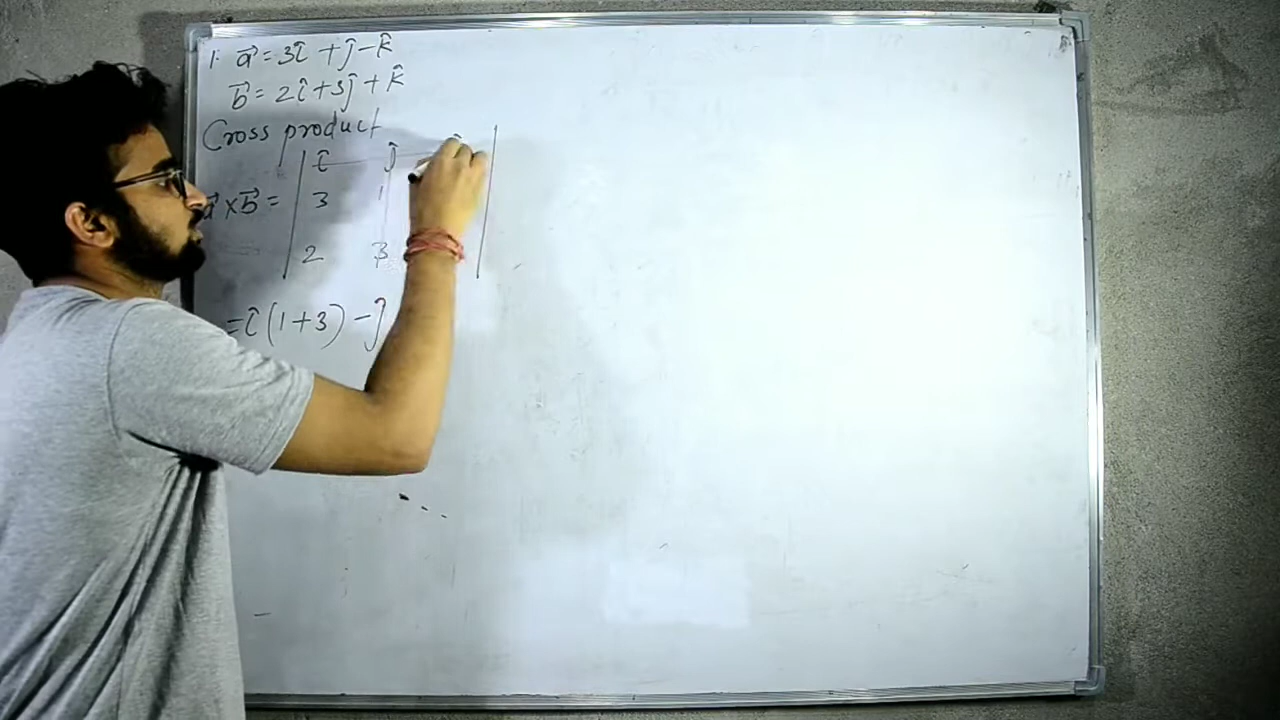 1. a⃗ = 3î + ĵ - k̂
b⃗ = 2î + 3ĵ + k̂
Cross product
a⃗ × b⃗ = | î ĵ |
3 1
2 3
= î (1 + 3) - ĵ